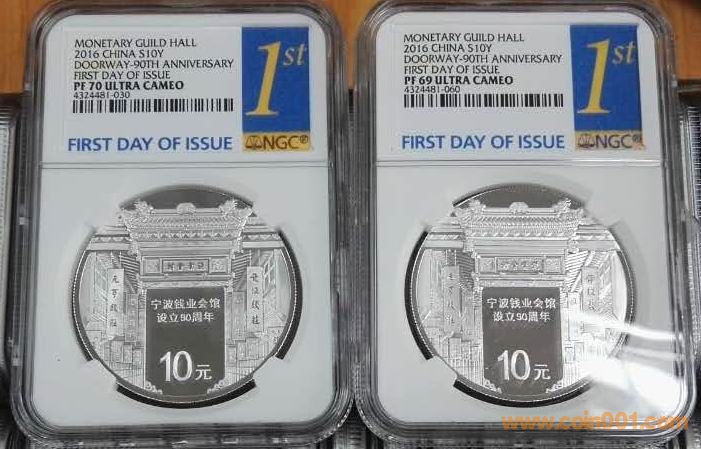 MONETARY GUILD HALL
2016 CHINA S10Y
DOORWAY-90TH ANNIVERSARY
FIRST DAY OF ISSUE
PF 70 ULTRA CAMEO
4324481-030
1st
FIRST DAY OF ISSUE
NGC®
宁波钱业会馆
设立90周年
10元
MONETARY GUILD HALL
2016 CHINA S10Y
DOORWAY-90TH ANNIVERSARY
FIRST DAY OF ISSUE
PF 69 ULTRA CAMEO
4324481-060
1st
FIRST DAY OF ISSUE
NGC®
宁波钱业会馆
设立90周年
10元
www.coin001.com